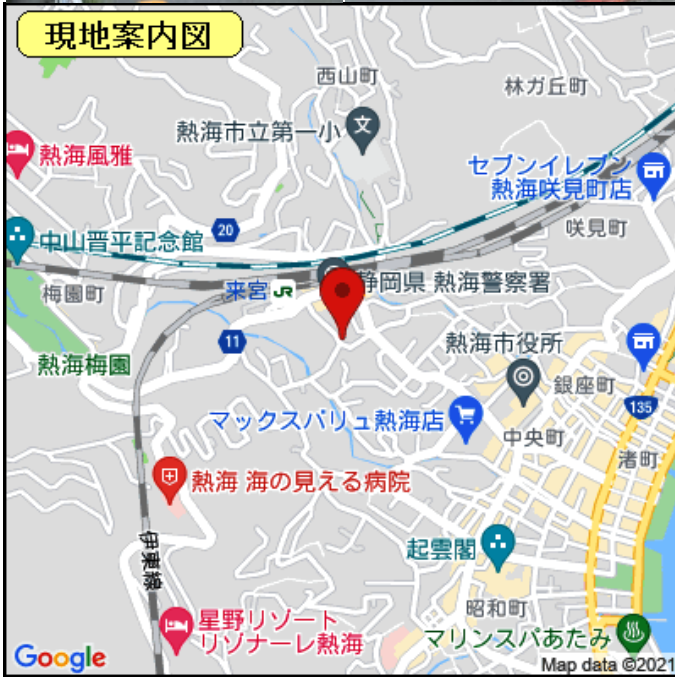 現地案内図
西山町
林ガ丘町
熱海市立第一小
文
熱海風雅
セブンイレブン
熱海咲見町店
20
咲見町
中山晋平記念館
梅園町
来宮
JR
静岡県 熱海警察署
11
熱海市役所
熱海梅園
銀座町
135
マックスバリュ熱海店
中央町
渚町
熱海 海の見える病院
伊東線
起雲閣
昭和町
星野リゾート
リゾナーレ熱海
マリンスパあたみ
Google
Map data ©2021